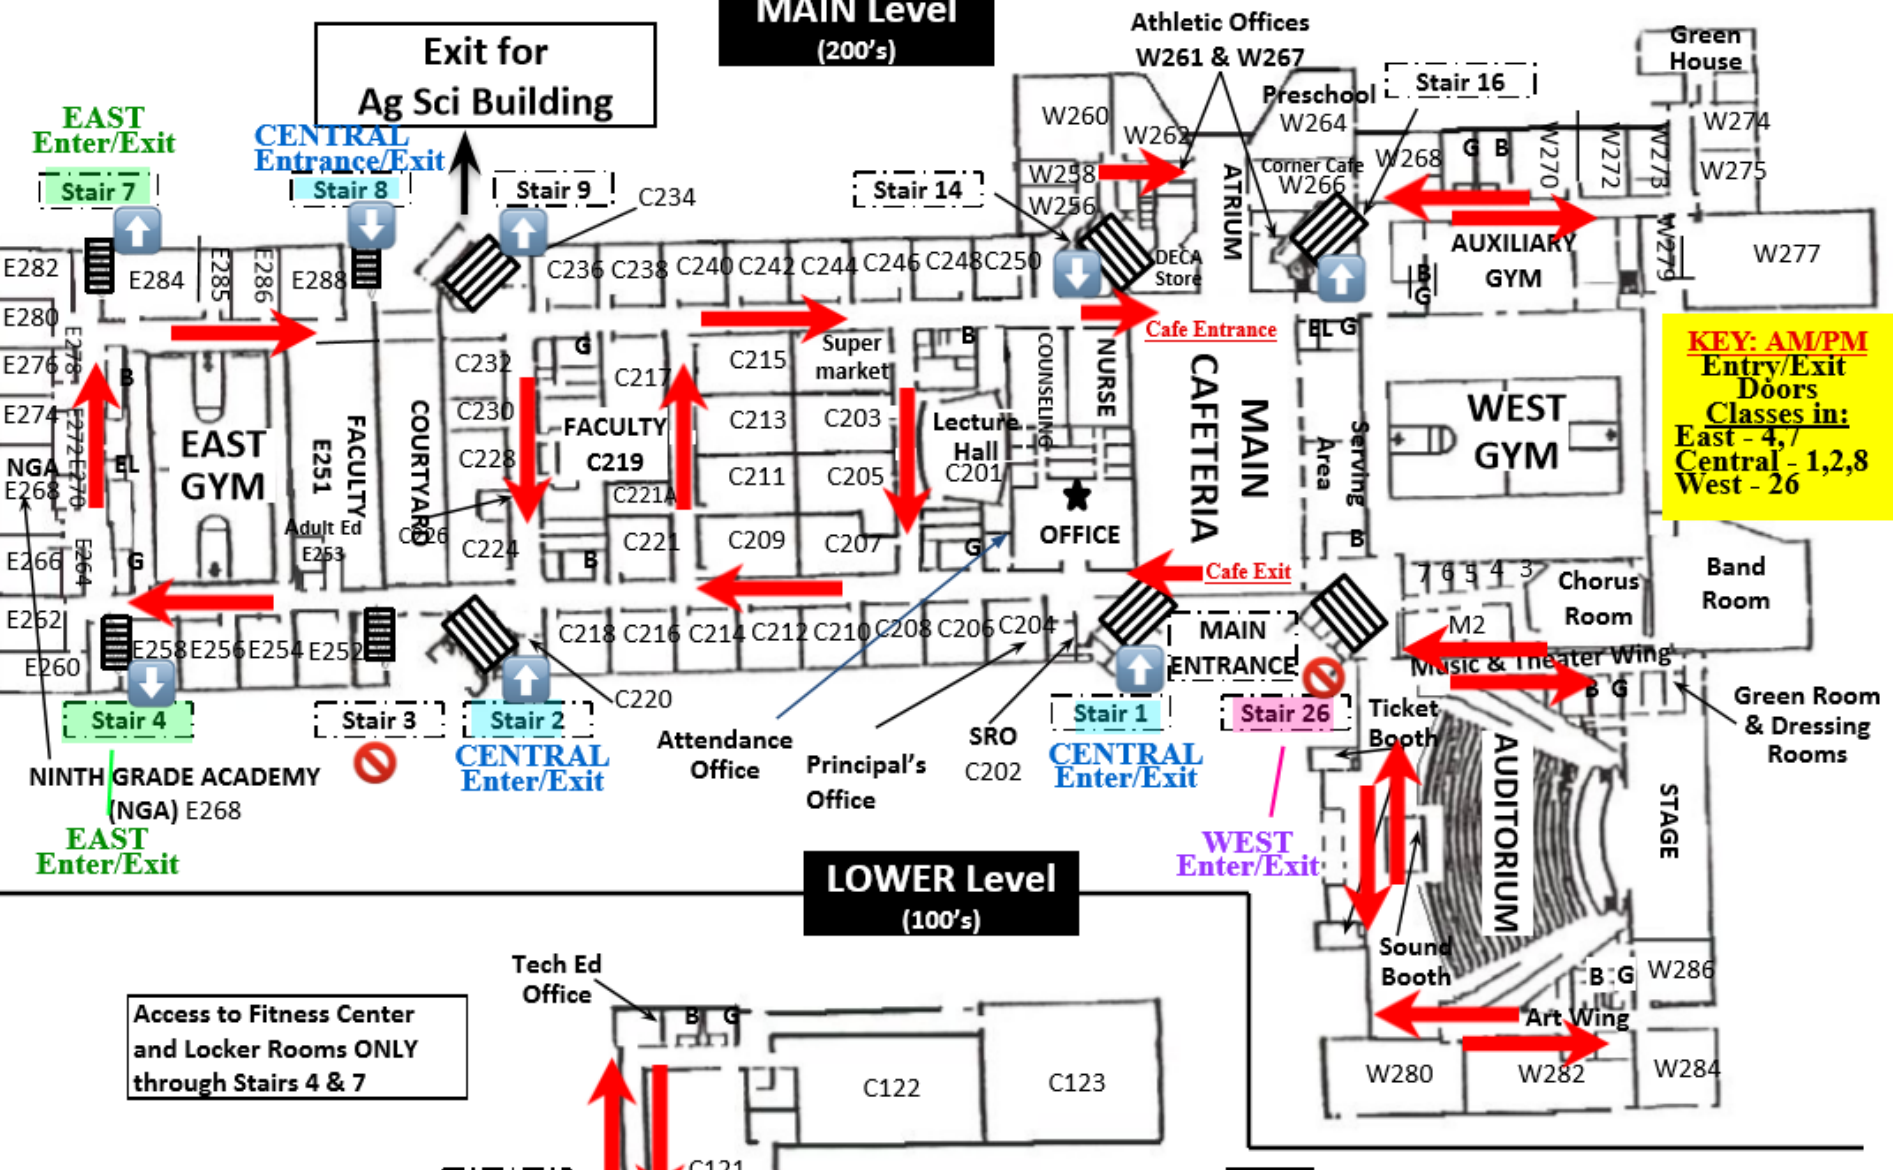 MAIN Level
(200's)
Exit for
Ag Sci Building
Athletic Offices
W261 & W267
Green
House
EAST
Enter/Exit
CENTRAL
Entrance/Exit
Stair 7
Stair 8
Stair 9
C234
Stair 14
Preschool
W264
Stair 16
W260
W262
W258
W256
ATRIUM
Corner Cafe
W266
W268
G
B
W270
W272
W273
W274
W275
E282
E284
E285
E286
E288
C236
C238
C240
C242
C244
C246
C248
C250
DECA
Store
AUXILIARY
GYM
B
G
W279
W277
E280
E278
E276
E274
E272
E270
NGA
E268
E266
E264
E262
E260
B
EL
G
EAST
GYM
E251
FACULTY
Adult Ed
E253
COURTYARD
C232
C230
C228
C226
C224
G
C217
FACULTY
C219
C221A
C221
B
C215
C213
C211
C209
Super
market
C203
C205
C207
B
Lecture
Hall
C201
G
COUNSELING
NURSE
OFFICE
Cafe Entrance
MAIN
CAFETERIA
Cafe Exit
EL G
Serving
Area
B
WEST
GYM
KEY: AM/PM
Entry/Exit
Doors
Classes in:
East - 4,7
Central - 1,2,8
West - 26
7 6 5 4 3
Chorus
Room
Band
Room
M2
Music & Theater Wing
B G
Green Room
& Dressing
Rooms
E258
E256
E254
E252
C218
C216
C214
C212
C210
C208
C206
C204
MAIN
ENTRANCE
Stair 4
Stair 3
Stair 2
C220
Stair 1
Stair 26
Ticket
Booth
NINTH GRADE ACADEMY
(NGA) E268
EAST
Enter/Exit
CENTRAL
Enter/Exit
Attendance
Office
Principal's
Office
SRO
C202
CENTRAL
Enter/Exit
WEST
Enter/Exit
AUDITORIUM
STAGE
Sound
Booth
B G
W286
Art Wing
W280
W282
W284
LOWER Level
(100's)
Tech Ed
Office
B
G
Access to Fitness Center
and Locker Rooms ONLY
through Stairs 4 & 7
C122
C123
C121